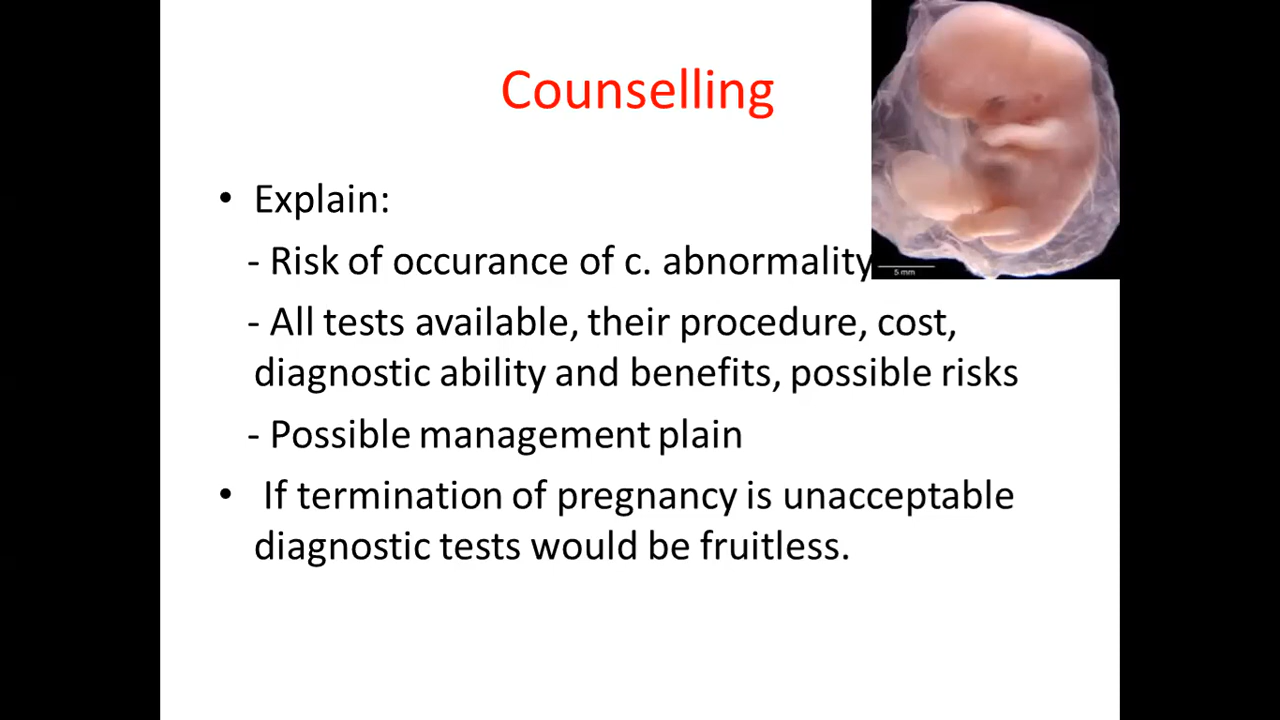 Counselling
• Explain:
- Risk of occurance of c. abnormality
- All tests available, their procedure, cost,
diagnostic ability and benefits, possible risks
- Possible management plain
• If termination of pregnancy is unacceptable
diagnostic tests would be fruitless.
5 mm